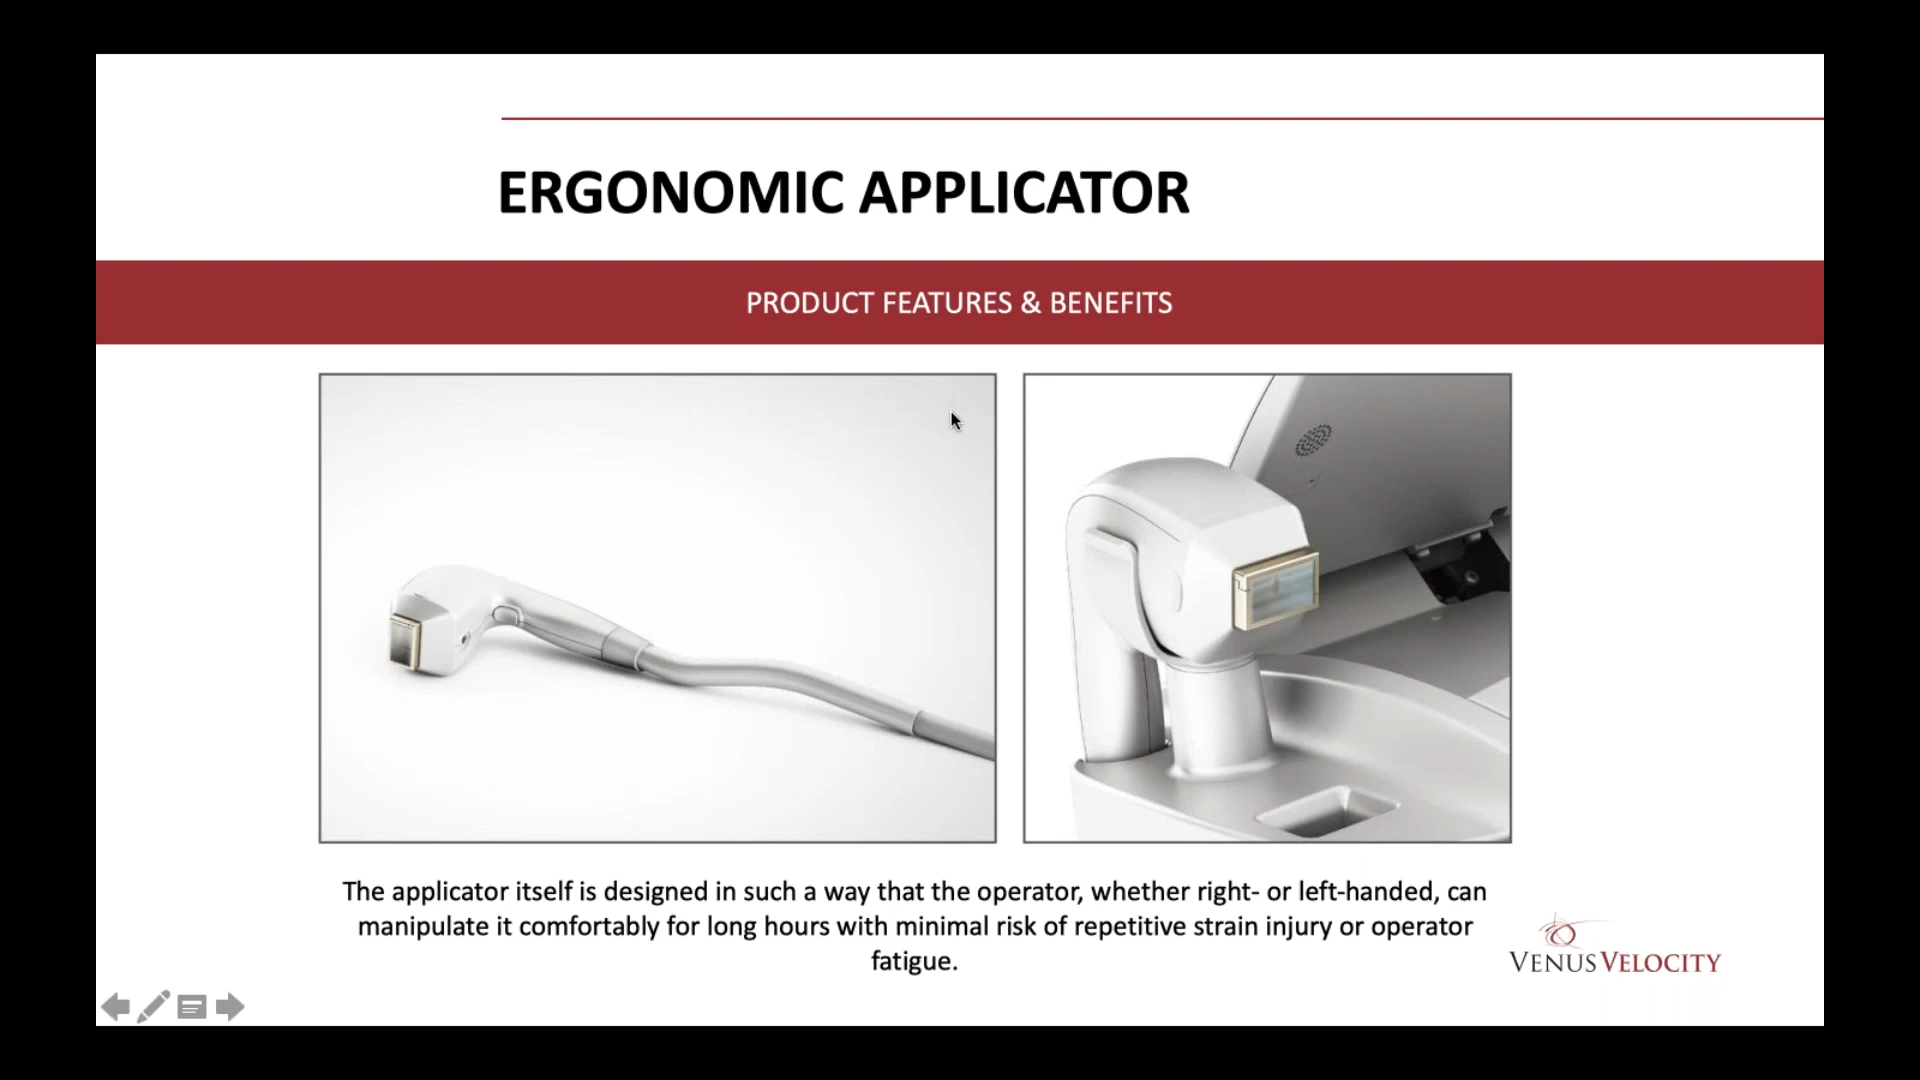 ERGONOMIC APPLICATOR
PRODUCT FEATURES & BENEFITS
The applicator itself is designed in such a way that the operator, whether right- or left-handed, can
manipulate it comfortably for long hours with minimal risk of repetitive strain injury or operator
fatigue.
VENUS VELOCITY